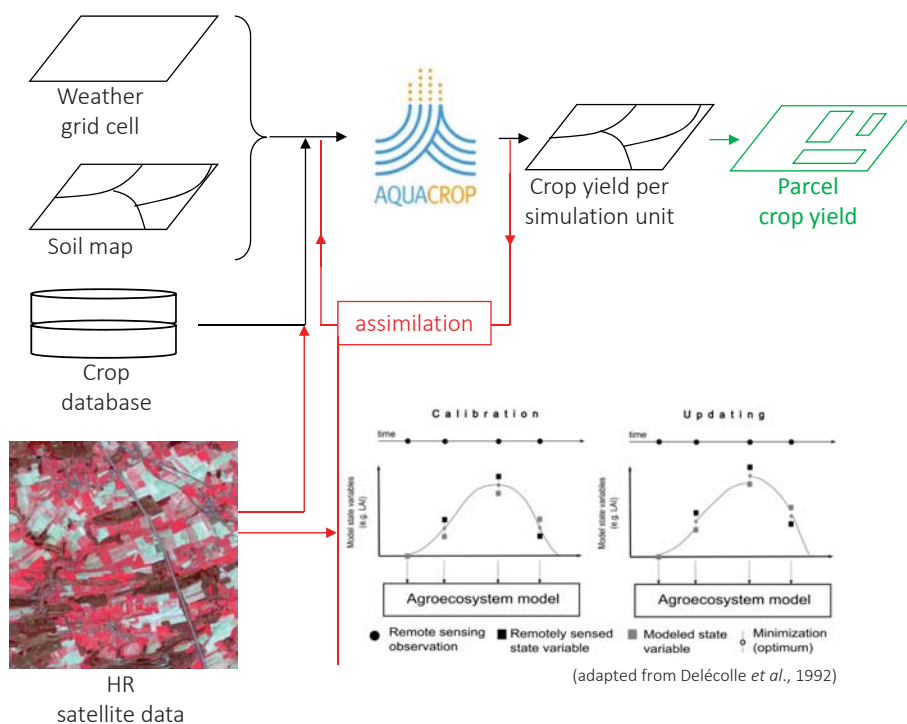 Weather
grid cell
Soil map
Crop
database
HR
satellite data
AQUACROP
Crop yield per
simulation unit
Parcel
crop yield
assimilation
Calibration
time
Model state variables
(e.g. LAI)
Agroecosystem model
Updating
time
Model state variables
(e.g. LAI)
Agroecosystem model
Remote sensing
observation
Remotely sensed
state variable
Modeled state
variable
Minimization
(optimum)
(adapted from Delécolle et al., 1992)